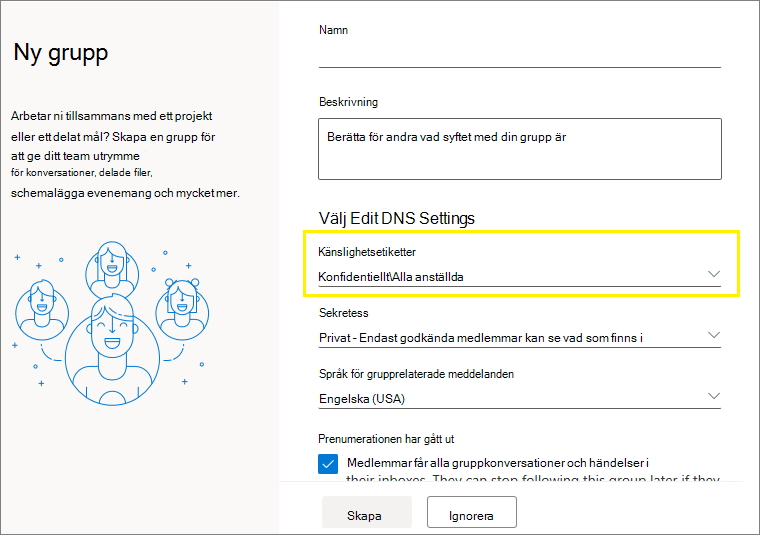 Ny grupp
Arbetar ni tillsammans med ett projekt
eller ett delat mål? Skapa en grupp för
att ge ditt team utrymme
för konversationer, delade filer,
schemalägga evenemang och mycket mer.
Namn
Beskrivning
Berätta för andra vad syftet med din grupp är
Välj Edit DNS Settings
Känslighetsetiketter
Konfidentiellt\Alla anställda
Sekretess
Privat - Endast godkända medlemmar kan se vad som finns i
Språk för grupprelaterade meddelanden
Engelska (USA)
Prenumerationen har gått ut
Medlemmar får alla gruppkonversationer och händelser i
their inboxes. They can stop following this group later if they
Skapa
Ignorera